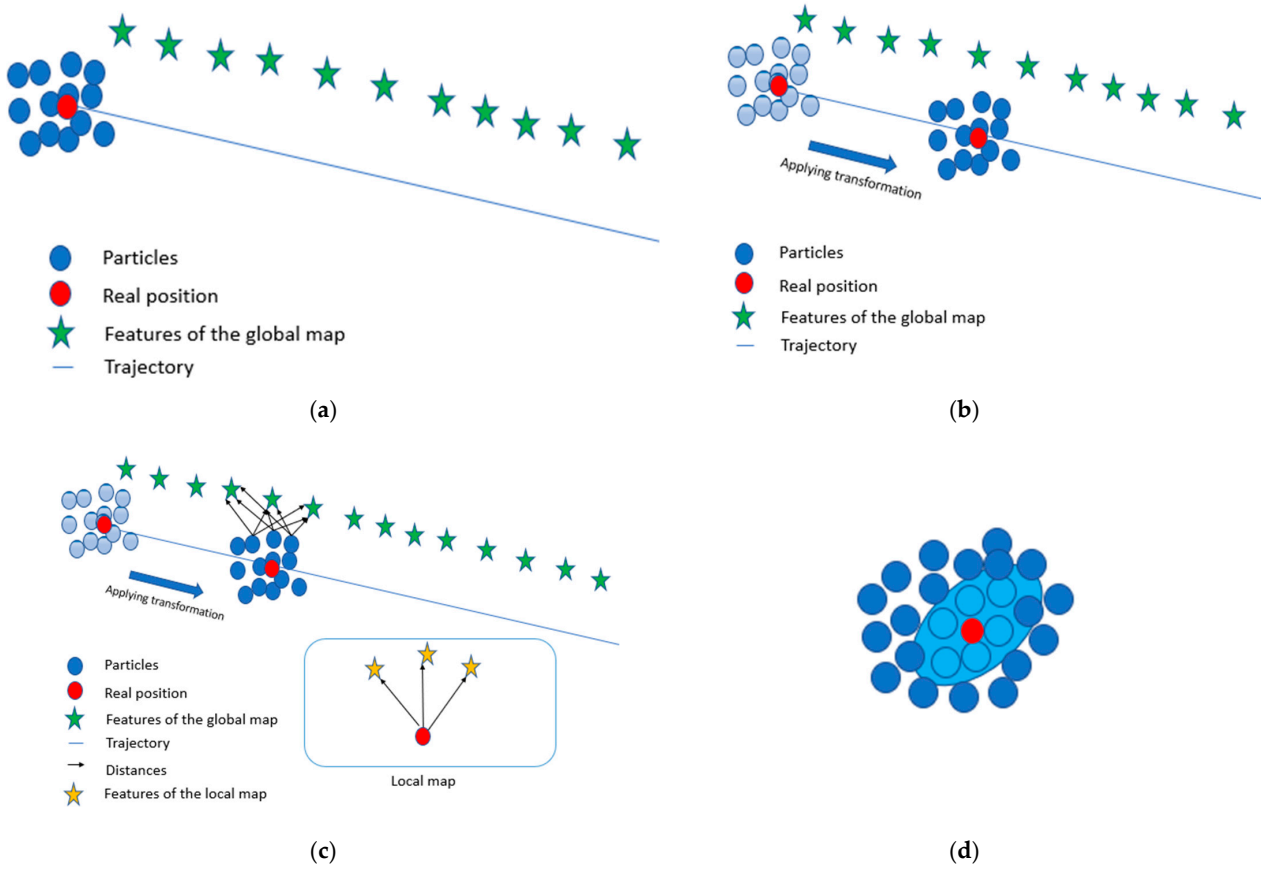 Particles
Real position
Features of the global map
Trajectory
(a)
Applying transformation
Particles
Real position
Features of the global map
Trajectory
(b)
Applying transformation
Particles
Real position
Features of the global map
Trajectory
Distances
Features of the local map
Local map
(c)
(d)